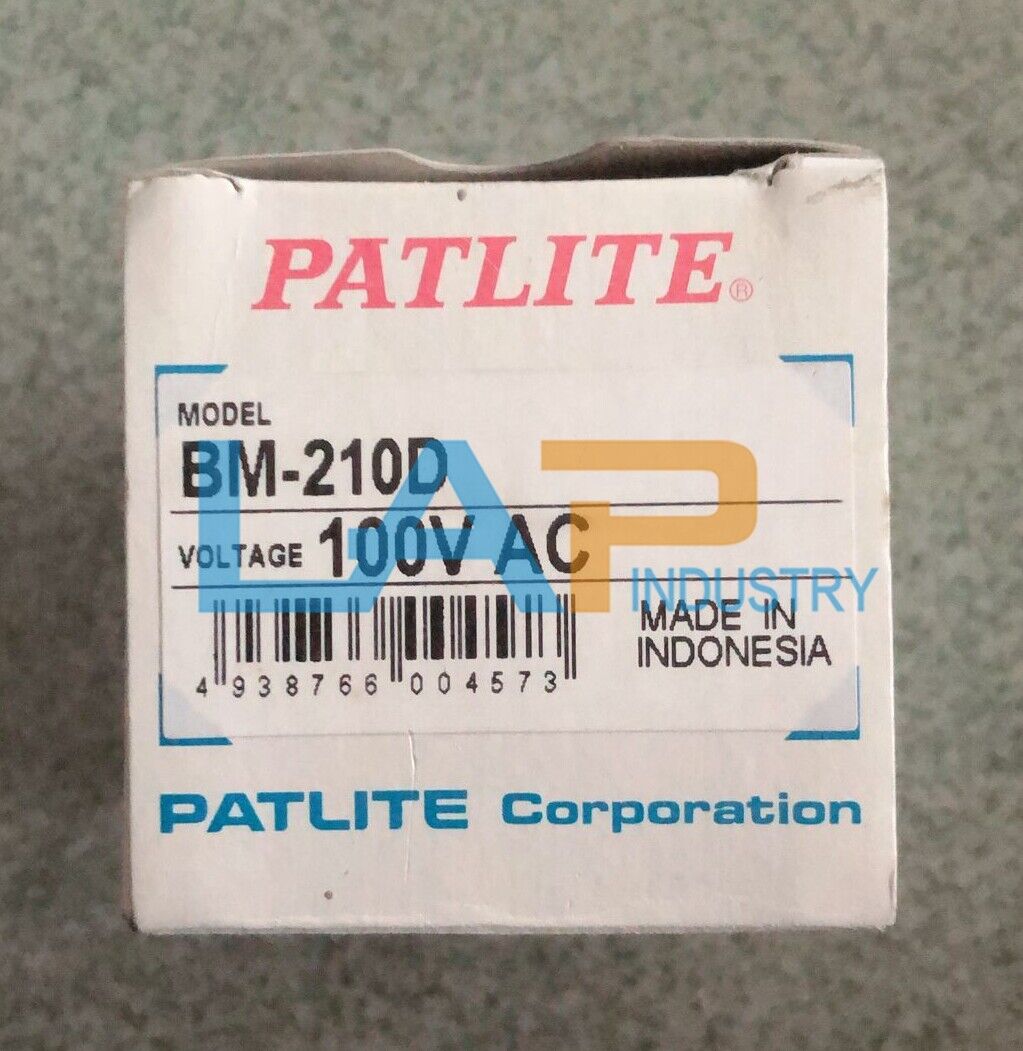 PATLITE®
MODEL
BM-210D
VOLTAGE 100V AC
LAP
INDUSTRY
MADE IN
INDONESIA
4 938766 004573
PATLITE Corporation